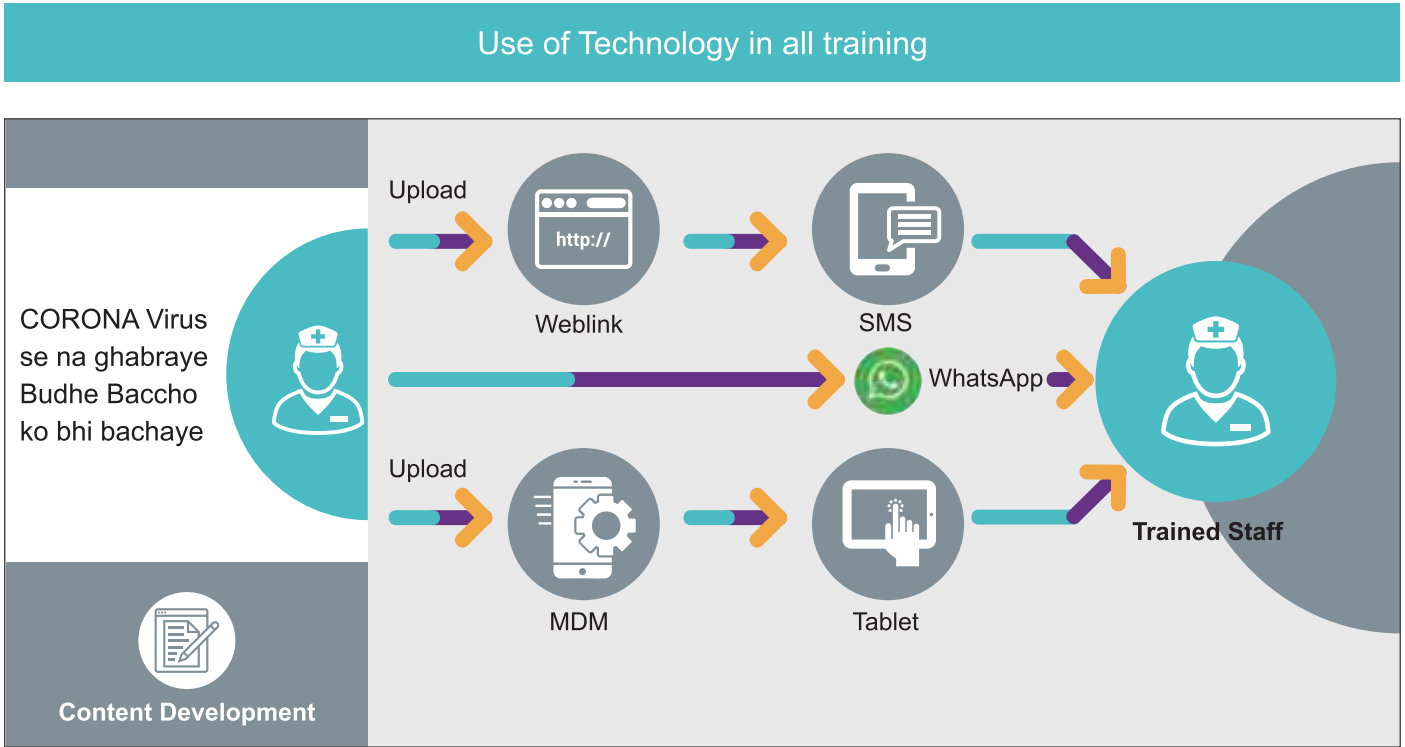 Use of Technology in all training
CORONA Virus
se na ghabraye
Budhe Baccho
ko bhi bachaye
Content Development
Upload
http://
Weblink
SMS
WhatsApp
Upload
MDM
Tablet
Trained Staff